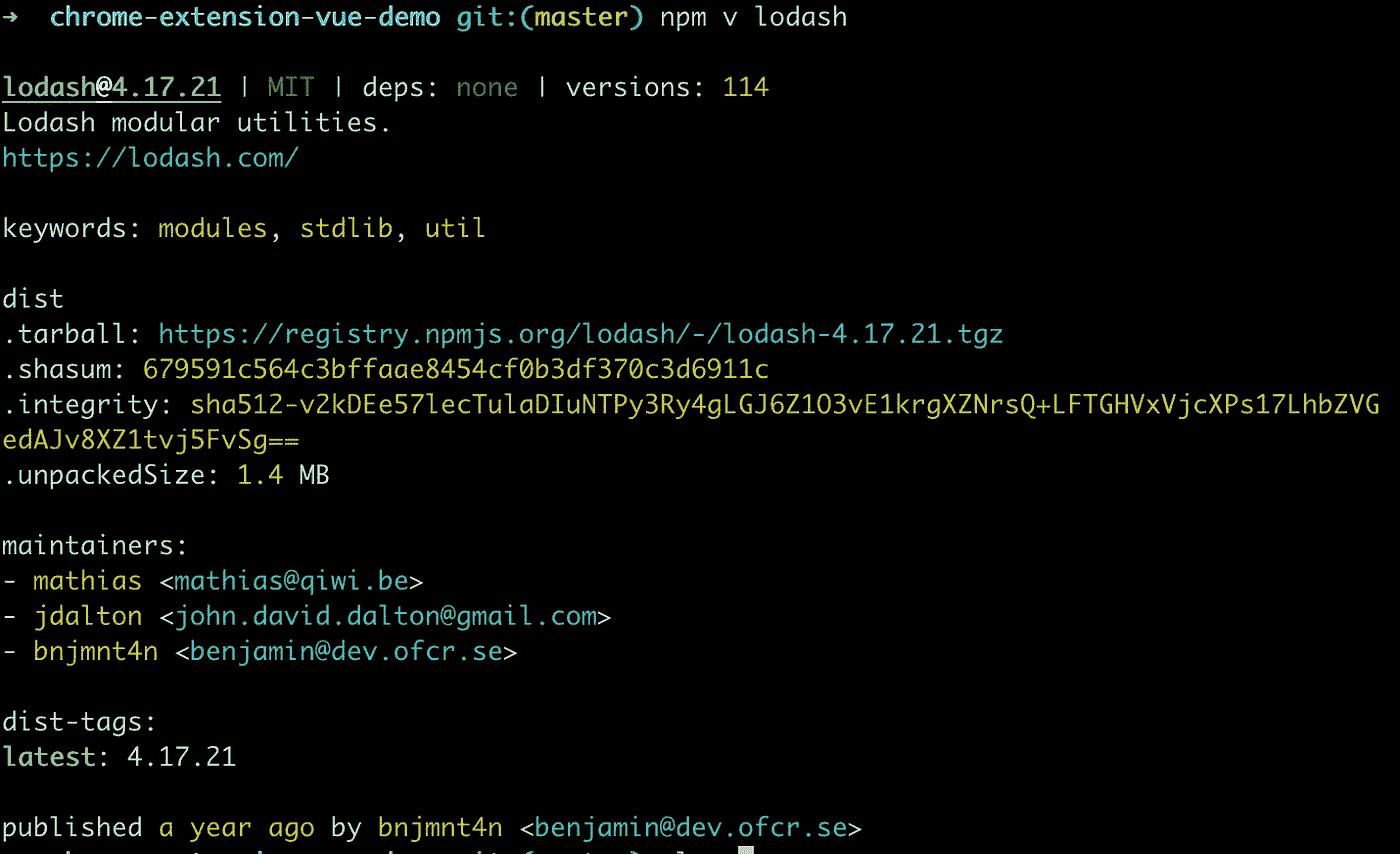 → chrome-extension-vue-demo git:(master) npm v lodash
lodash@4.17.21 | MIT | deps: none | versions: 114
Lodash modular utilities.
https://lodash.com/
keywords: modules, stdlib, util
dist
.tarball: https://registry.npmjs.org/lodash/-/lodash-4.17.21.tgz
.shasum: 679591c564c3bffaae8454cf0b3df370c3d6911c
.integrity: sha512-v2kDEe57lecTulaDIuNTPy3Ry4gLGJ6Z1O3vE1krgXZNrsQ+LFTGHVxVjcXPs17LhbZVG
edAJv8XZ1tvj5FvSg==
.unpackedSize: 1.4 MB
maintainers:
- mathias <mathias@qiwi.be>
- jdalton <john.david.dalton@gmail.com>
- bnjmnt4n <benjamin@dev.ofcr.se>
dist-tags:
latest: 4.17.21
published a year ago by bnjmnt4n <benjamin@dev.ofcr.se>